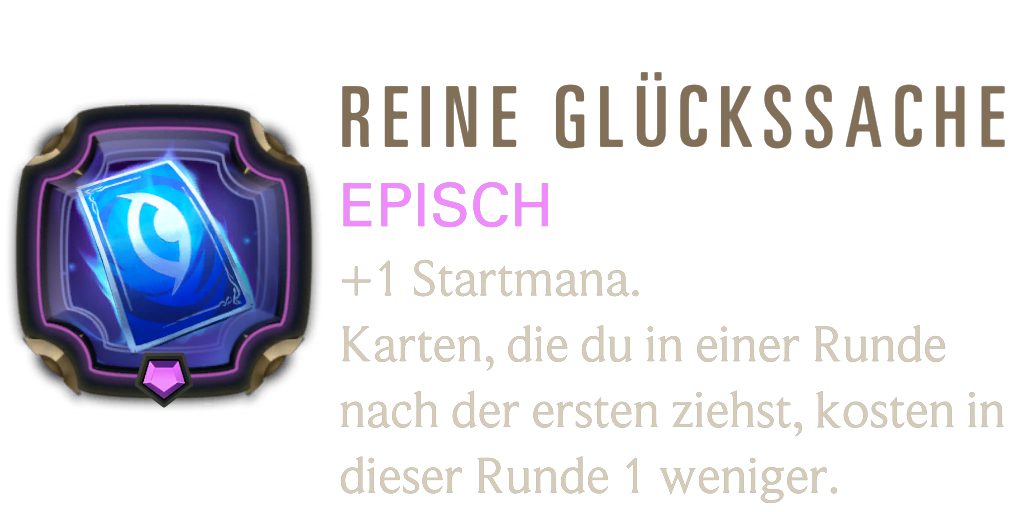 REINE GLÜCKSSACHE
EPISCH
+1 Startmana.
Karten, die du in einer Runde
nach der ersten ziehst, kosten in
dieser Runde 1 weniger.